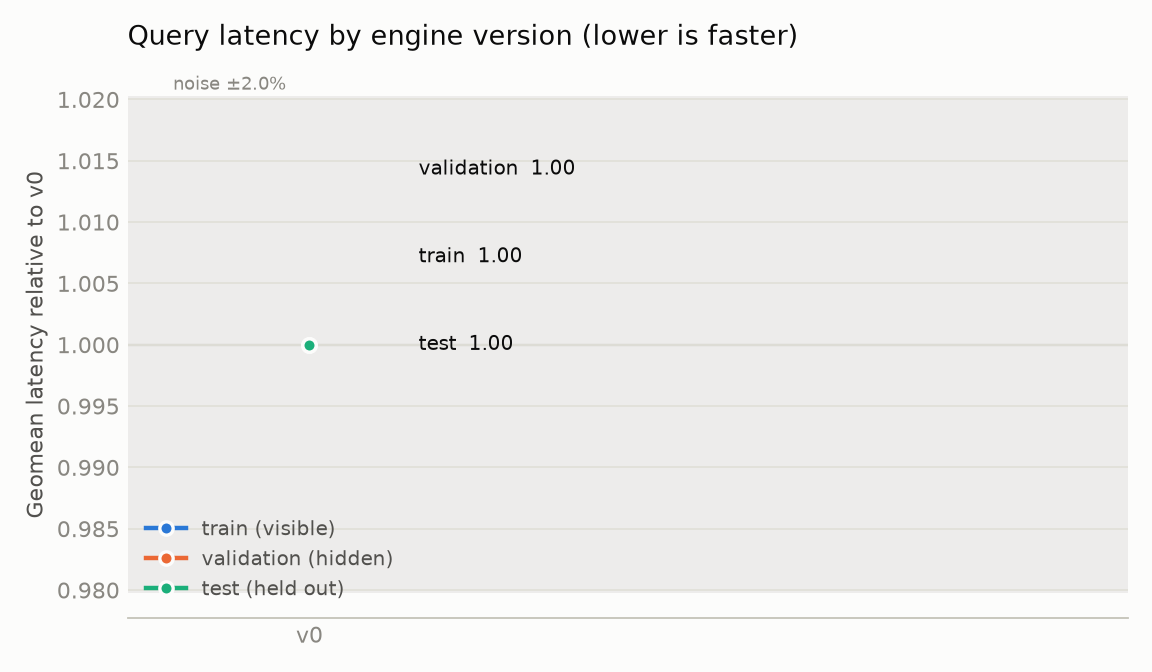 Query latency by engine version (lower is faster)
noise ±2.0%
Geomean latency relative to v0
1.020
1.015
1.010
1.005
1.000
0.995
0.990
0.985
0.980
validation 1.00
train 1.00
test 1.00
train (visible)
validation (hidden)
test (held out)
v0